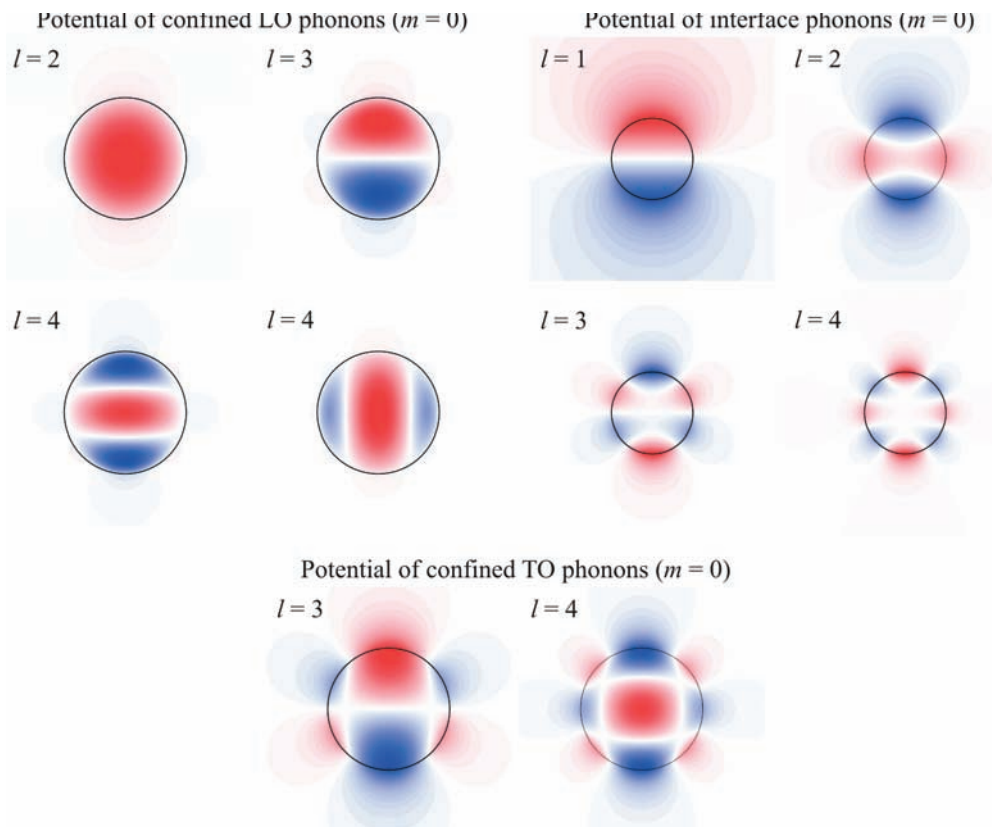 Potential of confined LO phonons (m = 0)
Potential of interface phonons (m = 0)
l = 2
l = 3
l = 1
l = 2
l = 4
l = 4
l = 3
l = 4
Potential of confined TO phonons (m = 0)
l = 3
l = 4